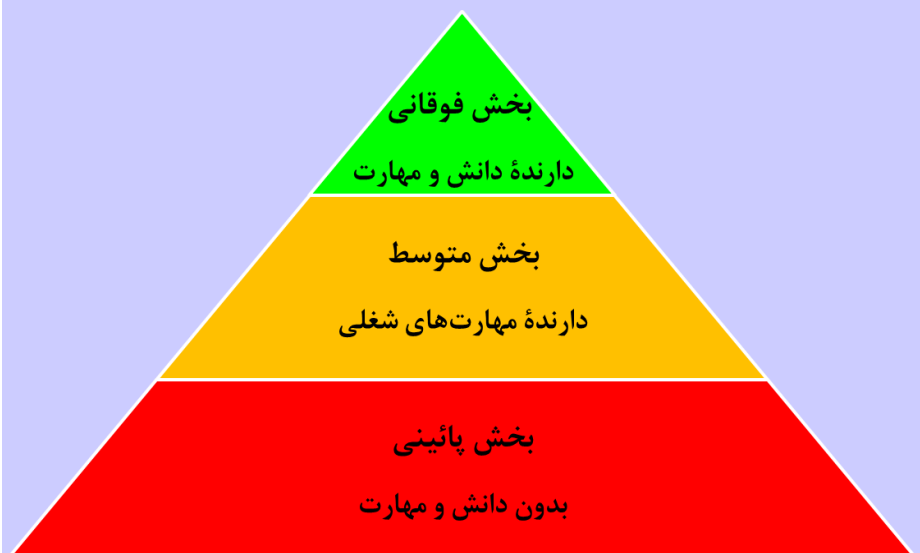 بخش فوقانی
دارندهٔ دانش و مهارت
بخش متوسط
دارندهٔ مهارت‌های شغلی
بخش پائینی
بدون دانش و مهارت